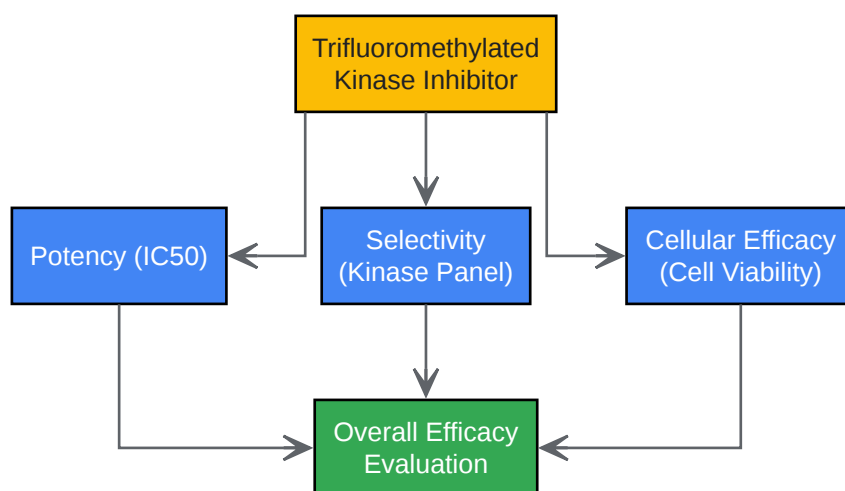 Trifluoromethylated
Kinase Inhibitor
Potency (IC50)
Selectivity
(Kinase Panel)
Cellular Efficacy
(Cell Viability)
Overall Efficacy
Evaluation